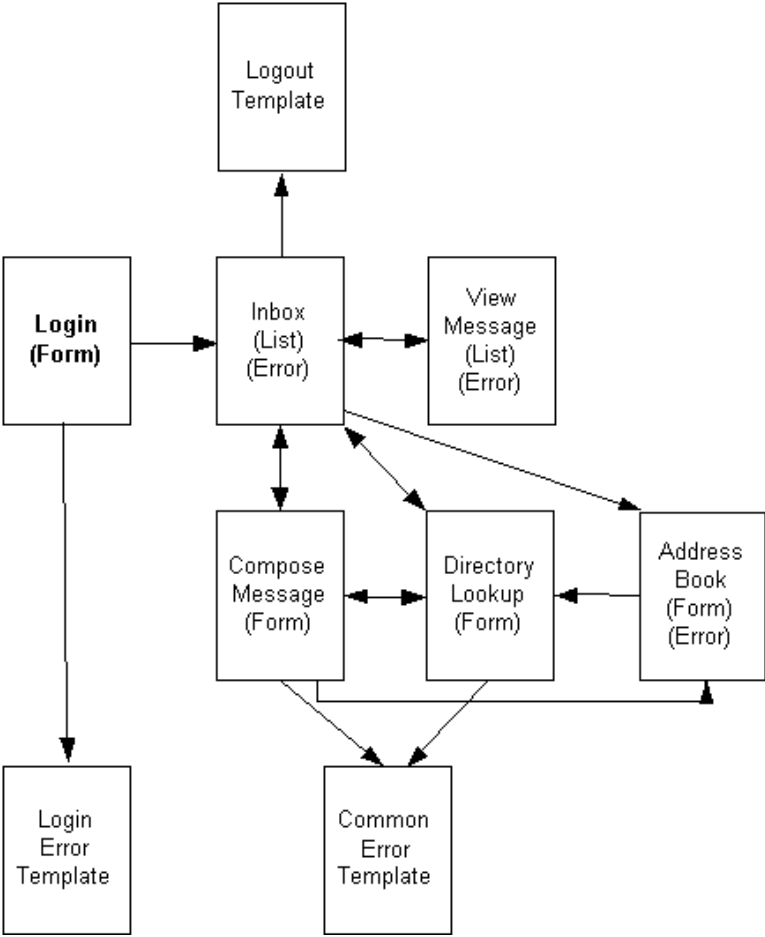 Logout
Template
Login
(Form)
Inbox
(List)
(Error)
View
Message
(List)
(Error)
Compose
Message
(Form)
Directory
Lookup
(Form)
Address
Book
(Form)
(Error)
Login
Error
Template
Common
Error
Template